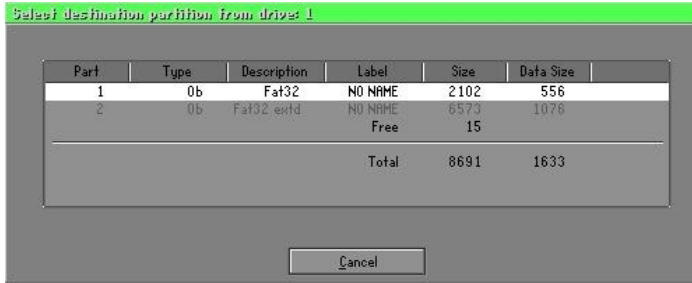 Select destination partition from drive: 1
Part Type Description Label Size Data Size
1 0b Fat32 NO NAME 2102 556
2 0b Fat32 extd NO NAME 6573 1076
Free 15
Total 8691 1633
Cancel